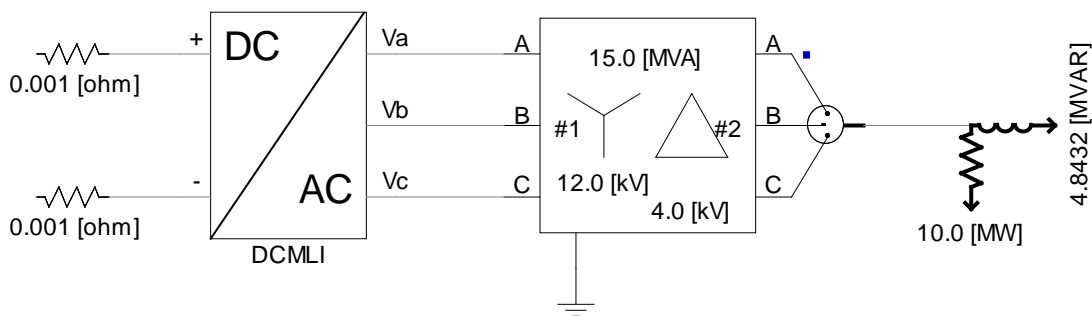 + DC Va A 15.0 [MVA] A
0.001 [ohm]
Vb B #1 #2 B
4.8432 [MVAR]
- AC Vc C 12.0 [kV] 4.0 [kV] C
0.001 [ohm]
10.0 [MW]
DCMLI